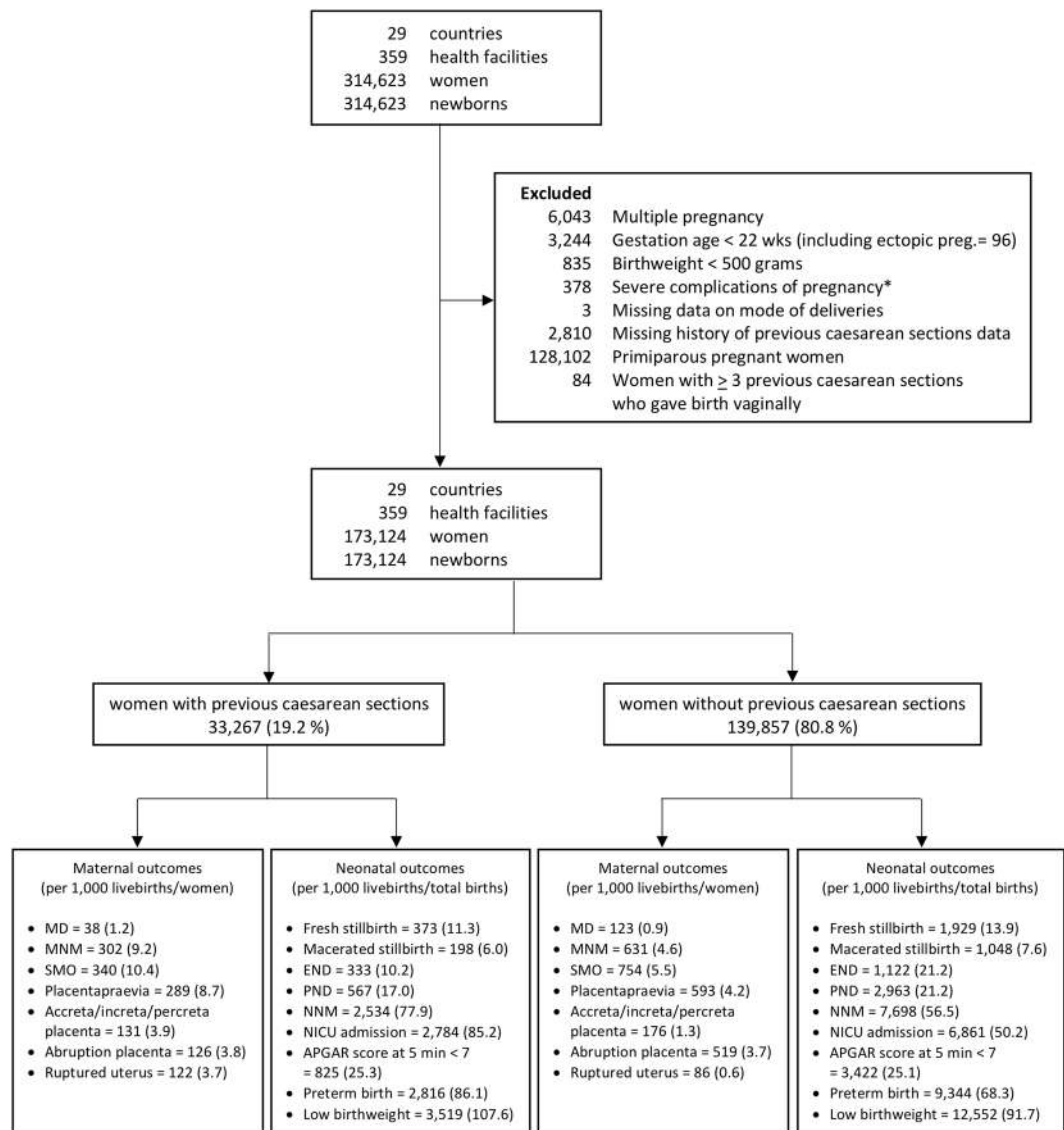 29 countries
359 health facilities
314,623 women
314,623 newborns
Excluded
6,043 Multiple pregnancy
3,244 Gestation age < 22 wks (including ectopic preg.= 96)
835 Birthweight < 500 grams
378 Severe complications of pregnancy*
3 Missing data on mode of deliveries
2,810 Missing history of previous caesarean sections data
128,102 Primiparous pregnant women
84 Women with ≥ 3 previous caesarean sections
who gave birth vaginally
29 countries
359 health facilities
173,124 women
173,124 newborns
women with previous caesarean sections
33,267 (19.2 %)
women without previous caesarean sections
139,857 (80.8 %)
Maternal outcomes
(per 1,000 livebirths/women)
• MD = 38 (1.2)
• MNM = 302 (9.2)
• SMO = 340 (10.4)
• Placentapraevia = 289 (8.7)
• Accreta/increta/percreta
placenta = 131 (3.9)
• Abruption placenta = 126 (3.8)
• Ruptured uterus = 122 (3.7)
Neonatal outcomes
(per 1,000 livebirths/total births)
• Fresh stillbirth = 373 (11.3)
• Macerated stillbirth = 198 (6.0)
• END = 333 (10.2)
• PND = 567 (17.0)
• NNM = 2,534 (77.9)
• NICU admission = 2,784 (85.2)
• APGAR score at 5 min < 7
= 825 (25.3)
• Preterm birth = 2,816 (86.1)
• Low birthweight = 3,519 (107.6)
Maternal outcomes
(per 1,000 livebirths/women)
• MD = 123 (0.9)
• MNM = 631 (4.6)
• SMO = 754 (5.5)
• Placentapraevia = 593 (4.2)
• Accreta/increta/percreta
placenta = 176 (1.3)
• Abruption placenta = 519 (3.7)
• Ruptured uterus = 86 (0.6)
Neonatal outcomes
(per 1,000 livebirths/total births)
• Fresh stillbirth = 1,929 (13.9)
• Macerated stillbirth = 1,048 (7.6)
• END = 1,122 (21.2)
• PND = 2,963 (21.2)
• NNM = 7,698 (56.5)
• NICU admission = 6,861 (50.2)
• APGAR score at 5 min < 7
= 3,422 (25.1)
• Preterm birth = 9,344 (68.3)
• Low birthweight = 12,552 (91.7)